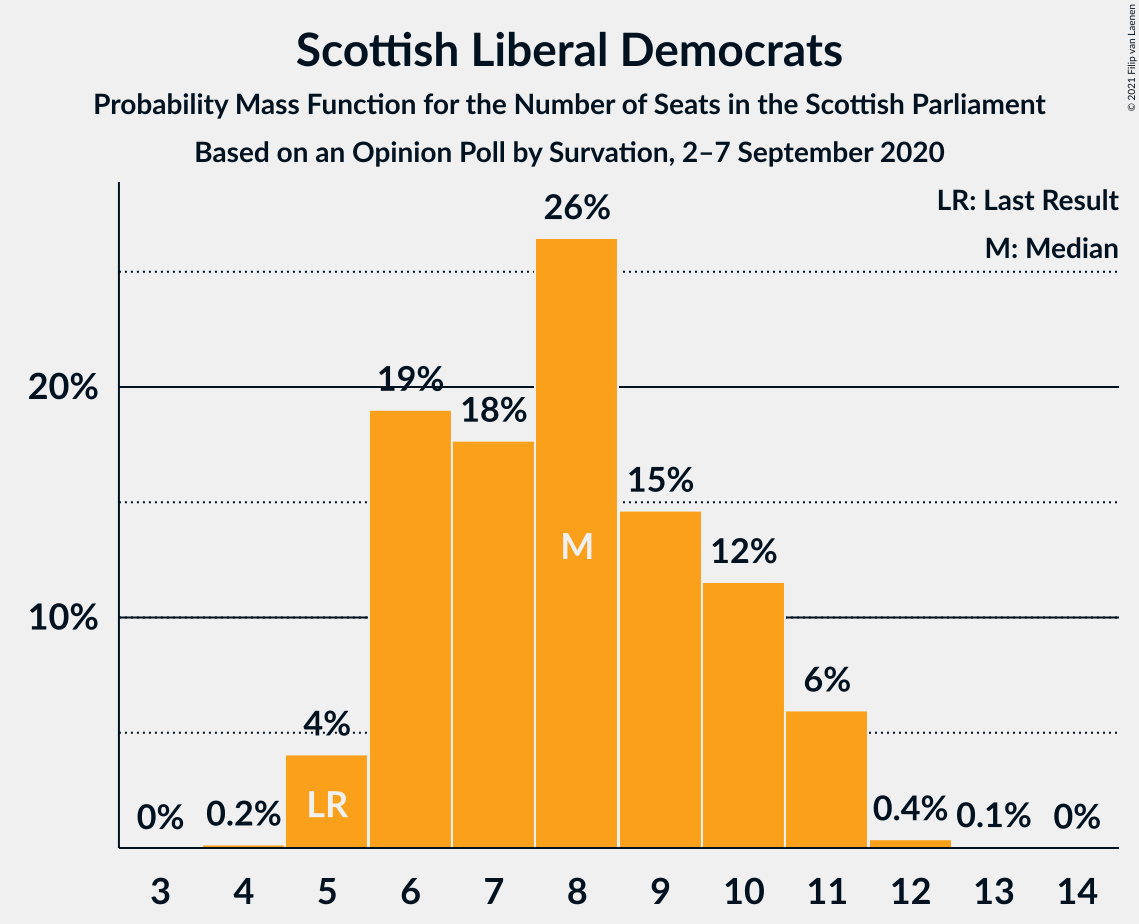 Scottish Liberal Democrats
Probability Mass Function for the Number of Seats in the Scottish Parliament
Based on an Opinion Poll by Survation, 2–7 September 2020
© 2021 Filip van Laenen
LR: Last Result
M: Median
26%
20%
19%
18%
15%
M
12%
10%
6%
4%
LR
0%
0.2%
0.4%
0.1%
0%
3 4 5 6 7 8 9 10 11 12 13 14